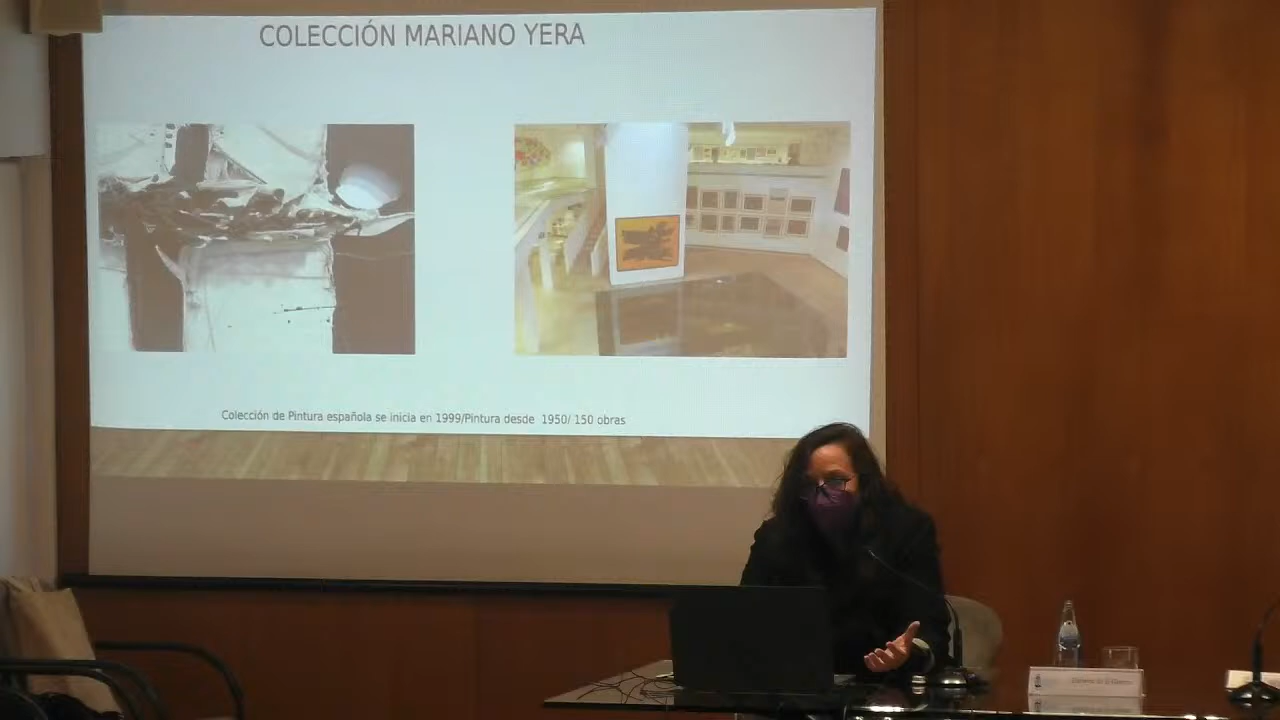 COLECCIÓN MARIANO YERA
Colección de Pintura española se inicia en 1999/Pintura desde 1950/ 150 obras